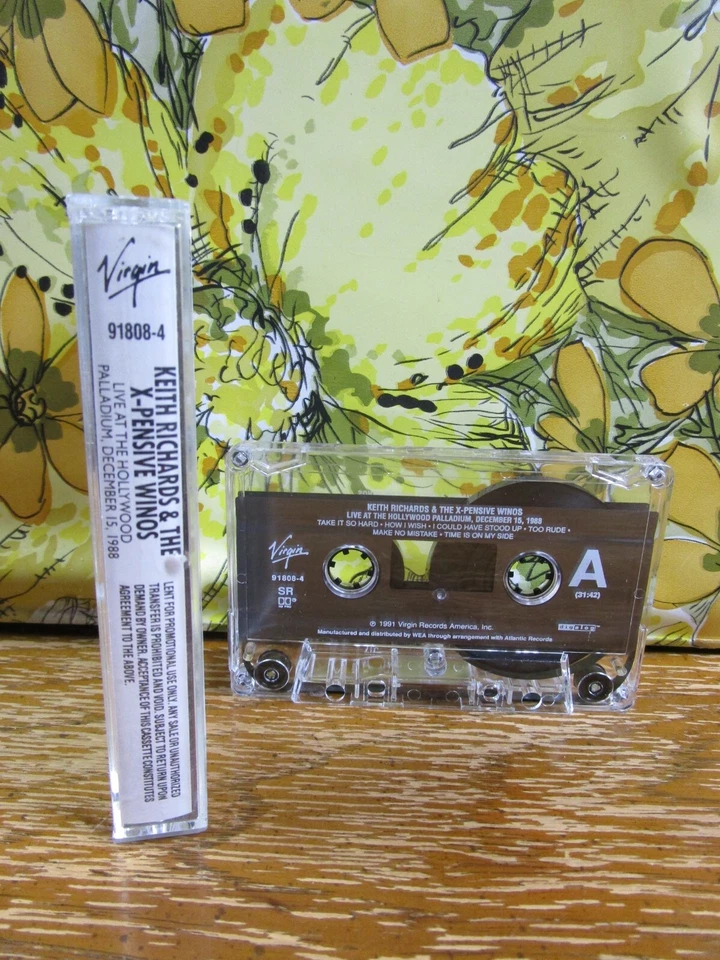 Virgin
91808-4
KEITH RICHARDS & THE
X-PENSIVE WINOS
LIVE AT THE HOLLYWOOD
PALLADIUM, DECEMBER 15, 1988
LENT FOR PROMOTIONAL USE ONLY. ANY SALE OR UNAUTHORIZED
TRANSFER IS PROHIBITED AND VOID. SUBJECT TO RETURN UPON
DEMAND BY OWNER. ACCEPTANCE OF THIS CASSETTE CONSTITUTES
AGREEMENT TO THE ABOVE.
KEITH RICHARDS & THE X-PENSIVE WINOS
LIVE AT THE HOLLYWOOD PALLADIUM, DECEMBER 15, 1988
TAKE IT SO HARD • HOW I WISH • I COULD HAVE STOOD UP • TOO RUDE •
MAKE NO MISTAKE • TIME IS ON MY SIDE
Virgin
91808-4
SR
A
(31:42)
℗ 1991 Virgin Records America, Inc.
Manufactured and distributed by WEA through arrangement with Atlantic Records